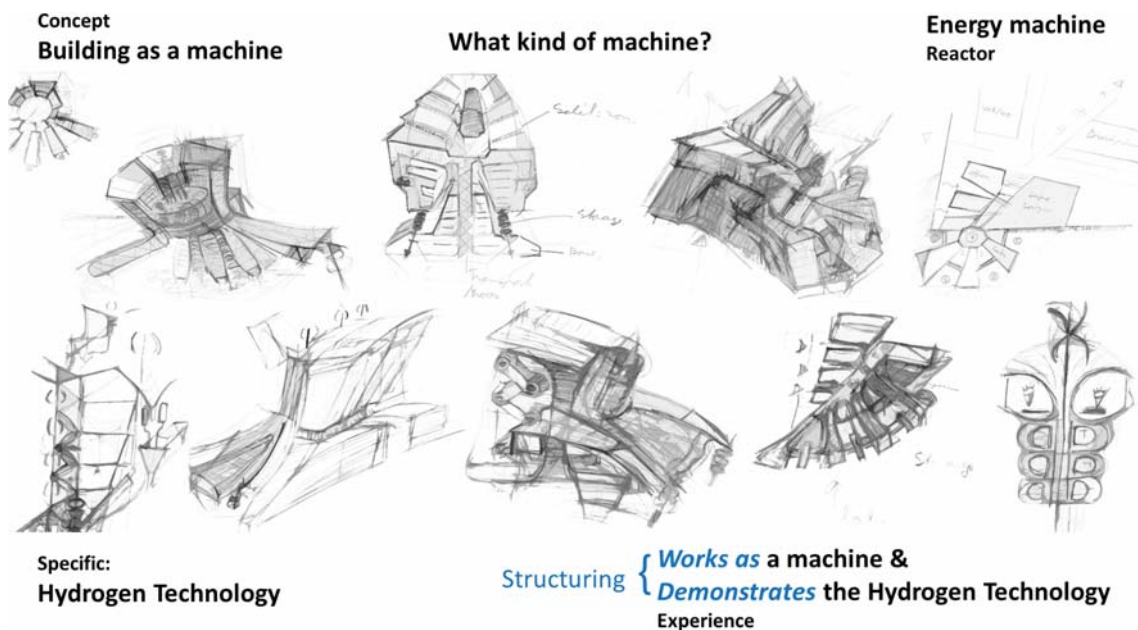 Concept
Building as a machine
What kind of machine?
Energy machine
Reactor
Specific:
Hydrogen Technology
Structuring {
Works as a machine &
Demonstrates the Hydrogen Technology
Experience